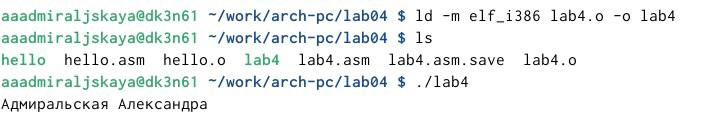 aaadmiraljskaya@dk3n61 ~/work/arch-pc/lab04 $ ld -m elf_i386 lab4.o -o lab4
aaadmiraljskaya@dk3n61 ~/work/arch-pc/lab04 $ ls
hello  hello.asm  hello.o  lab4  lab4.asm  lab4.asm.save  lab4.o
aaadmiraljskaya@dk3n61 ~/work/arch-pc/lab04 $ ./lab4
Адмиральская Александра